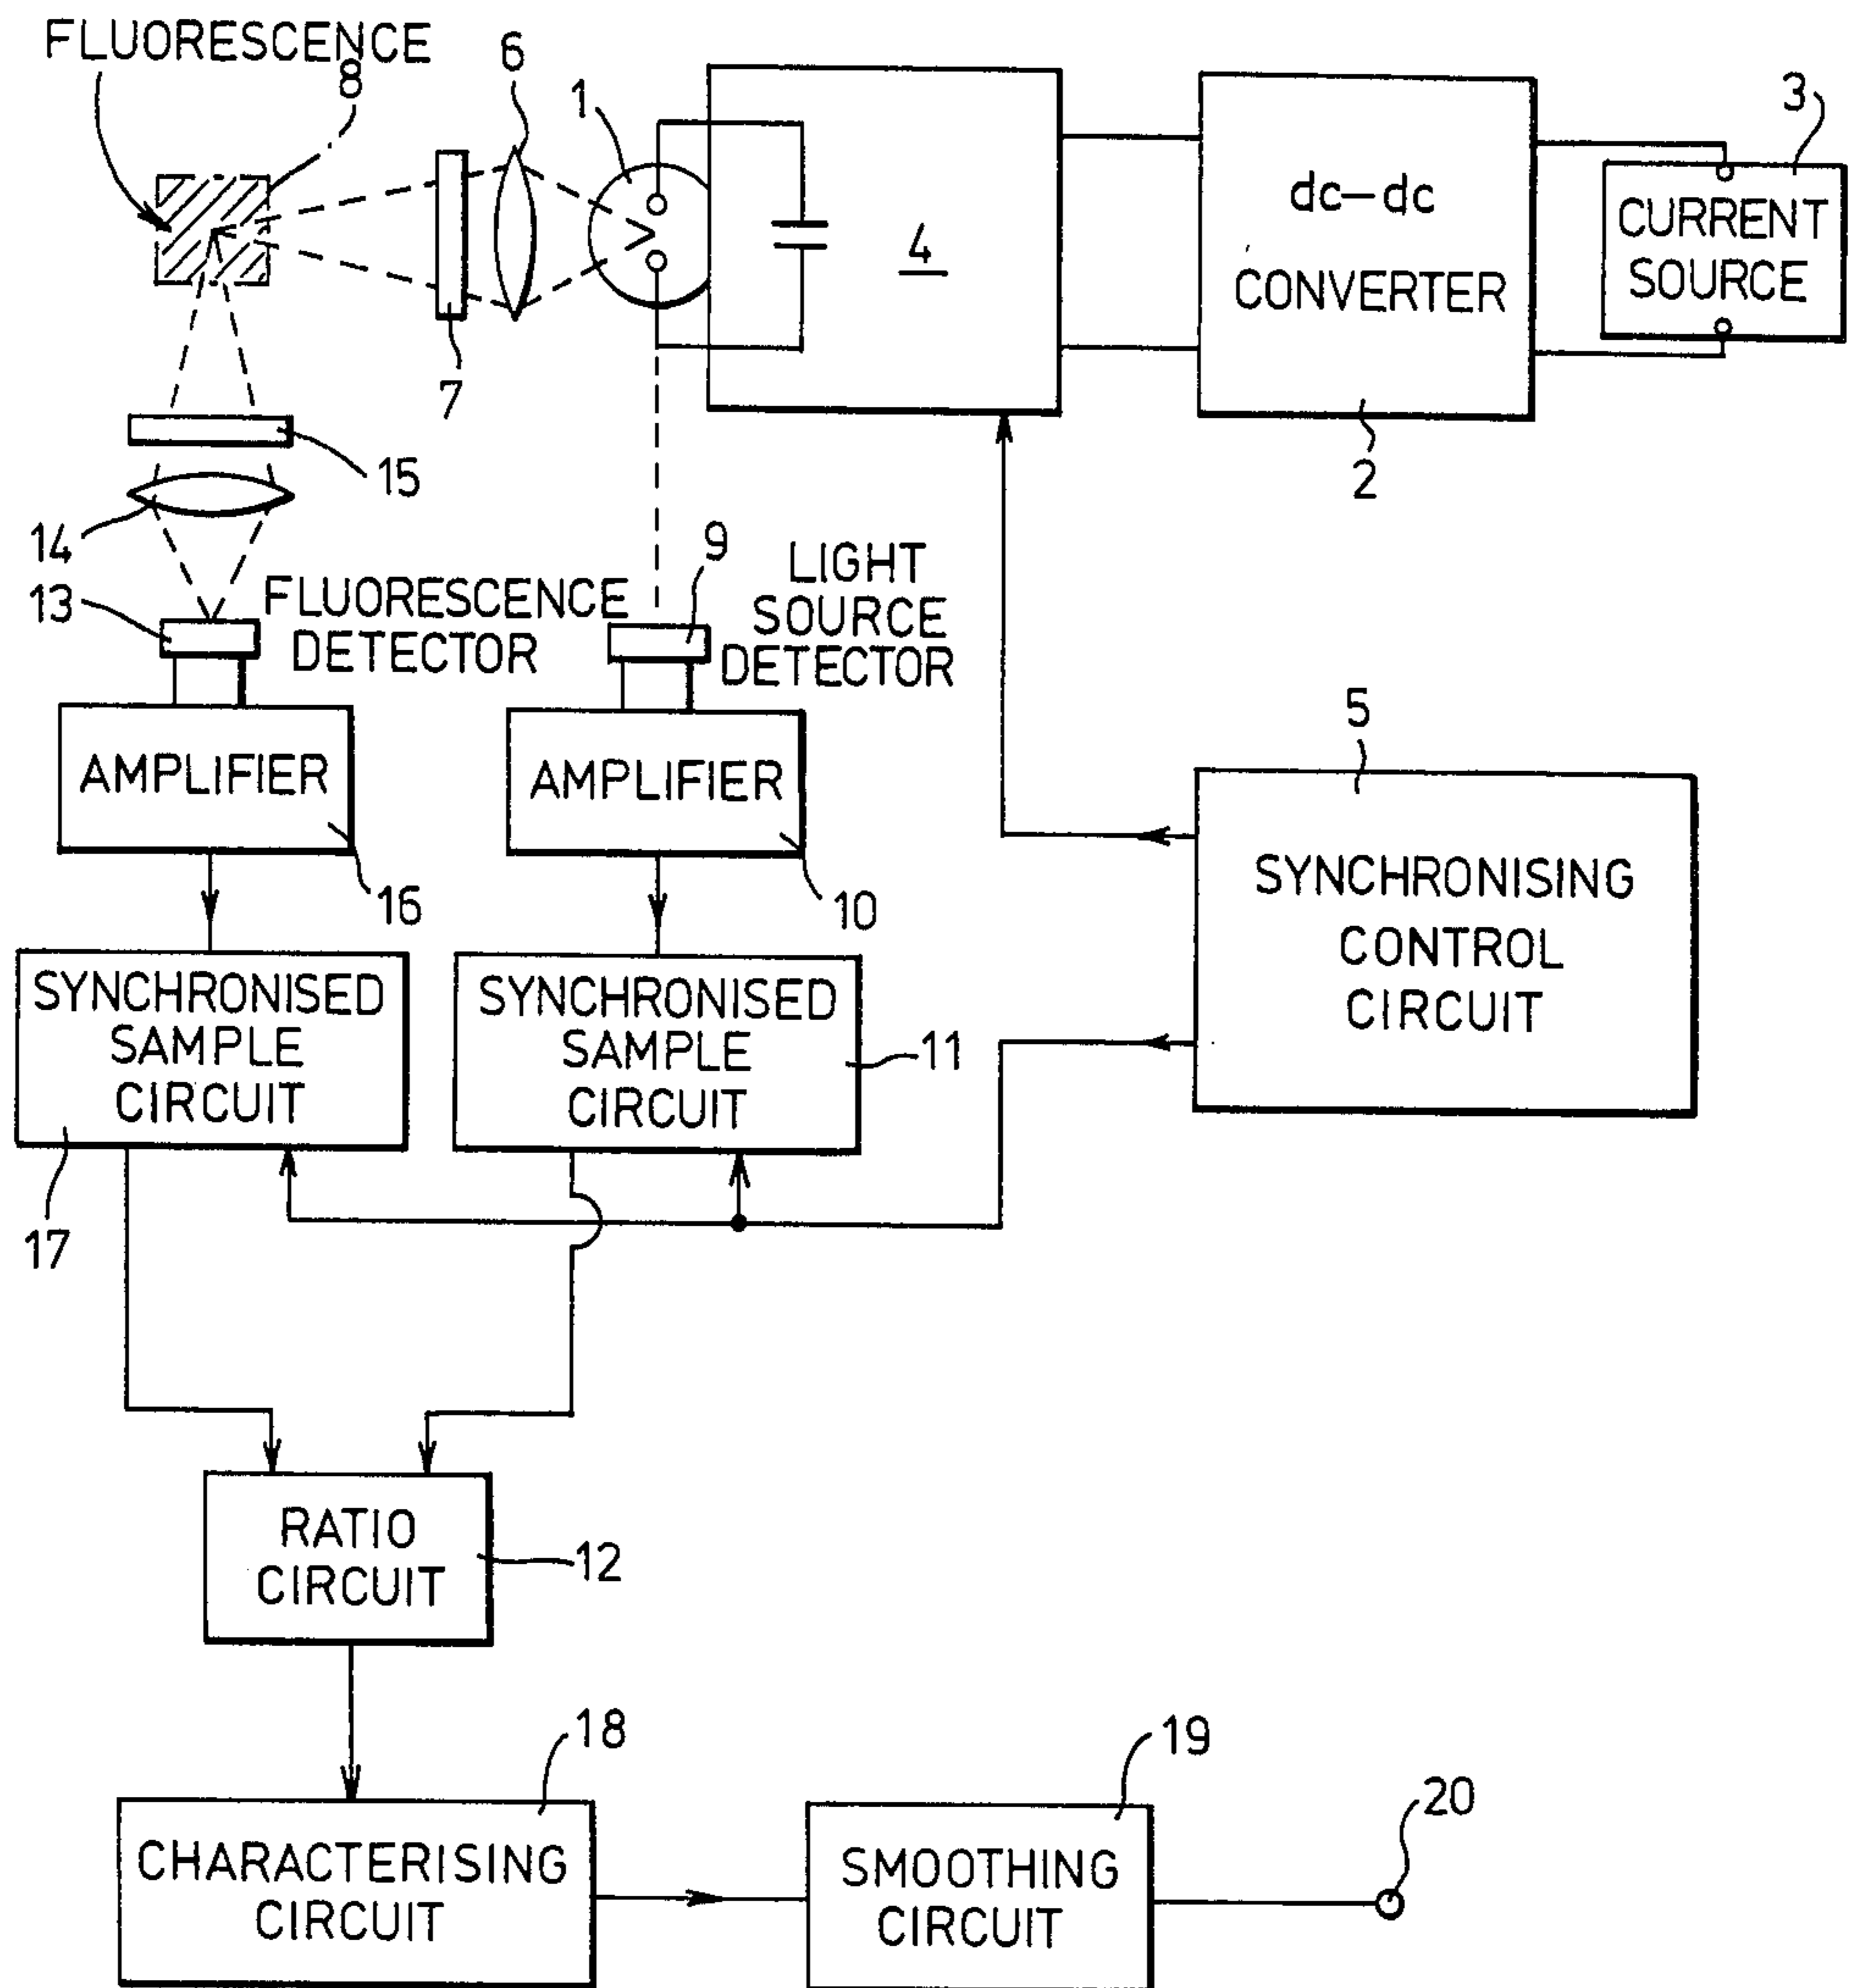 FLUORESCENCE
8
6
1
4
dc-dc
CONVERTER
3
CURRENT
SOURCE
7
2
15
14
13
FLUORESCENCE
DETECTOR
9
LIGHT
SOURCE
DETECTOR
AMPLIFIER
16
AMPLIFIER
10
5
SYNCHRONISING
CONTROL
CIRCUIT
SYNCHRONISED
SAMPLE
CIRCUIT
17
SYNCHRONISED
SAMPLE
CIRCUIT
11
RATIO
CIRCUIT
12
18
CHARACTERISING
CIRCUIT
19
SMOOTHING
CIRCUIT
20